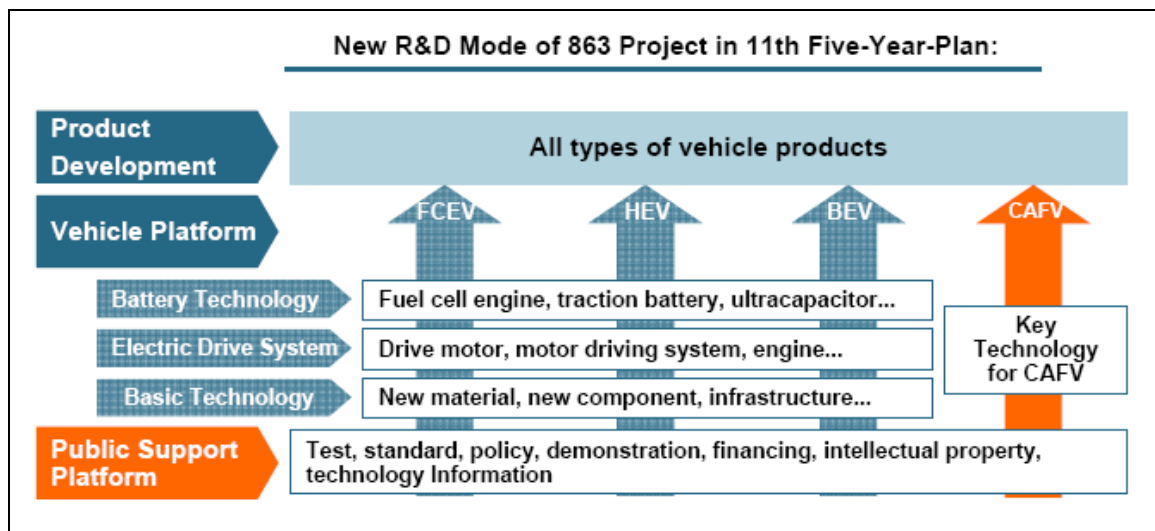 New R&D Mode of 863 Project in 11th Five-Year-Plan:
Product
Development
All types of vehicle products
Vehicle Platform
FCEV
HEV
BEV
CAFV
Battery Technology
Fuel cell engine, traction battery, ultracapacitor...
Electric Drive System
Drive motor, motor driving system, engine...
Basic Technology
New material, new component, infrastructure...
Key
Technology
for CAFV
Public Support
Platform
Test, standard, policy, demonstration, financing, intellectual property,
technology Information